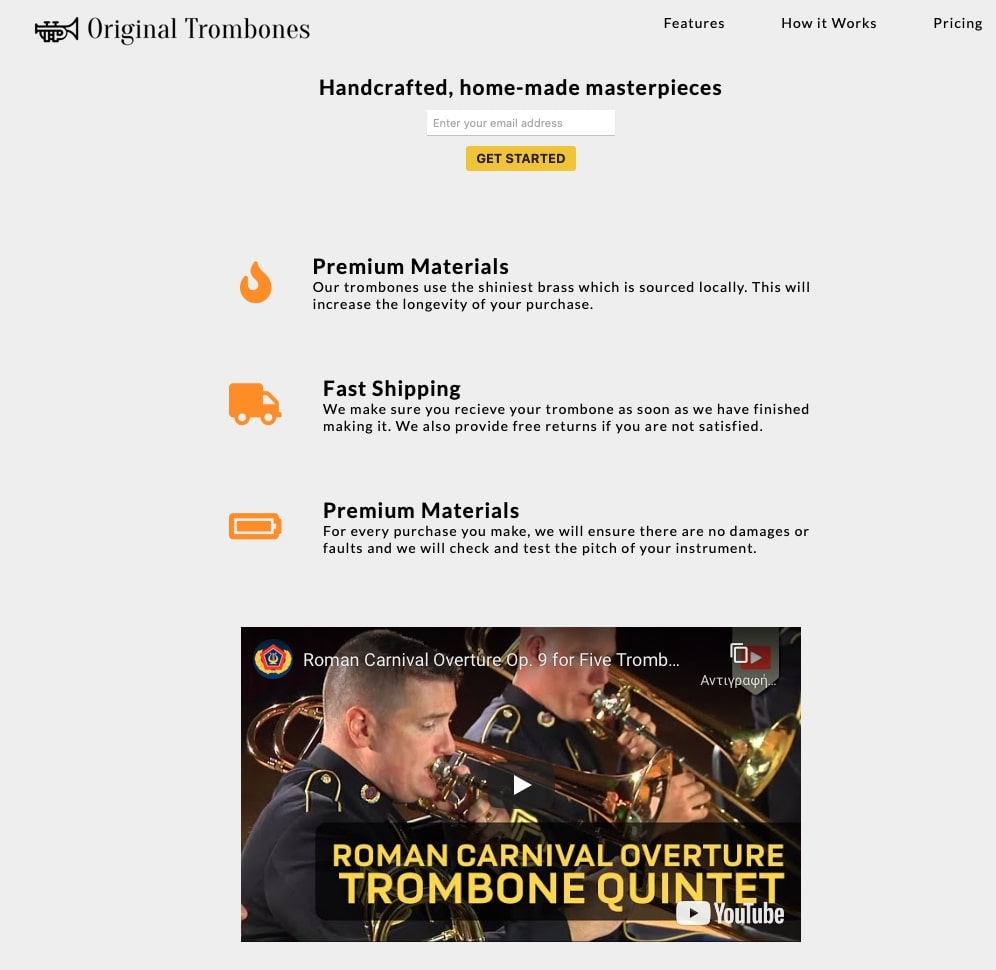 Original Trombones
Features
How it Works
Pricing
Handcrafted, home-made masterpieces
Enter your email address
GET STARTED
Premium Materials
Our trombones use the shiniest brass which is sourced locally. This will
increase the longevity of your purchase.
Fast Shipping
We make sure you recieve your trombone as soon as we have finished
making it. We also provide free returns if you are not satisfied.
Premium Materials
For every purchase you make, we will ensure there are no damages or
faults and we will check and test the pitch of your instrument.
Roman Carnival Overture Op. 9 for Five Tromb...
Αντιγραφή...
ROMAN CARNIVAL OVERTURE
TROMBONE QUINTET
YouTube